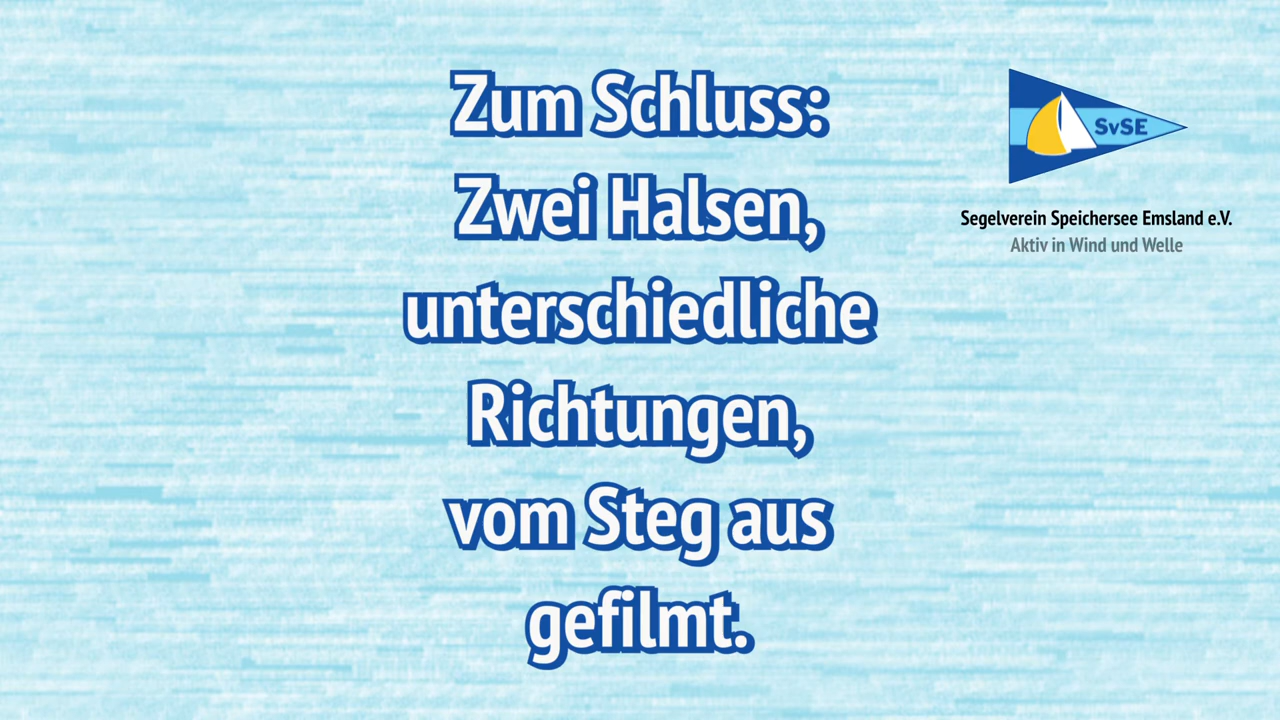 Zum Schluss:
Zwei Halsen,
unterschiedliche
Richtungen,
vom Steg aus
gefilmt.
SvSE
Segelverein Speichersee Emsland e.V.
Aktiv in Wind und Welle